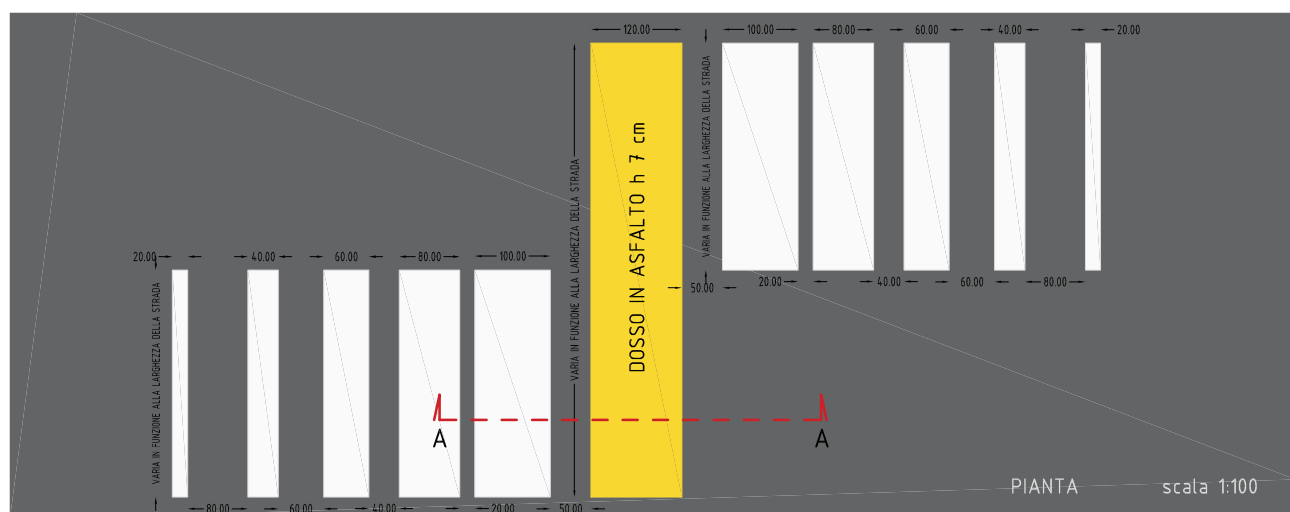 120.00
100.00
80.00
60.00
40.00
20.00
VARIA IN FUNZIONE ALLA LARGHEZZA DELLA STRADA
VARIA IN FUNZIONE ALLA LARGHEZZA DELLA STRADA
DOSSO IN ASFALTO h 7 cm
20.00
40.00
60.00
80.00
100.00
50.00
20.00
40.00
60.00
80.00
VARIA IN FUNZIONE ALLA LARGHEZZA DELLA STRADA
A
A
PIANTA
scala 1:100
80.00
60.00
40.00
20.00
50.00